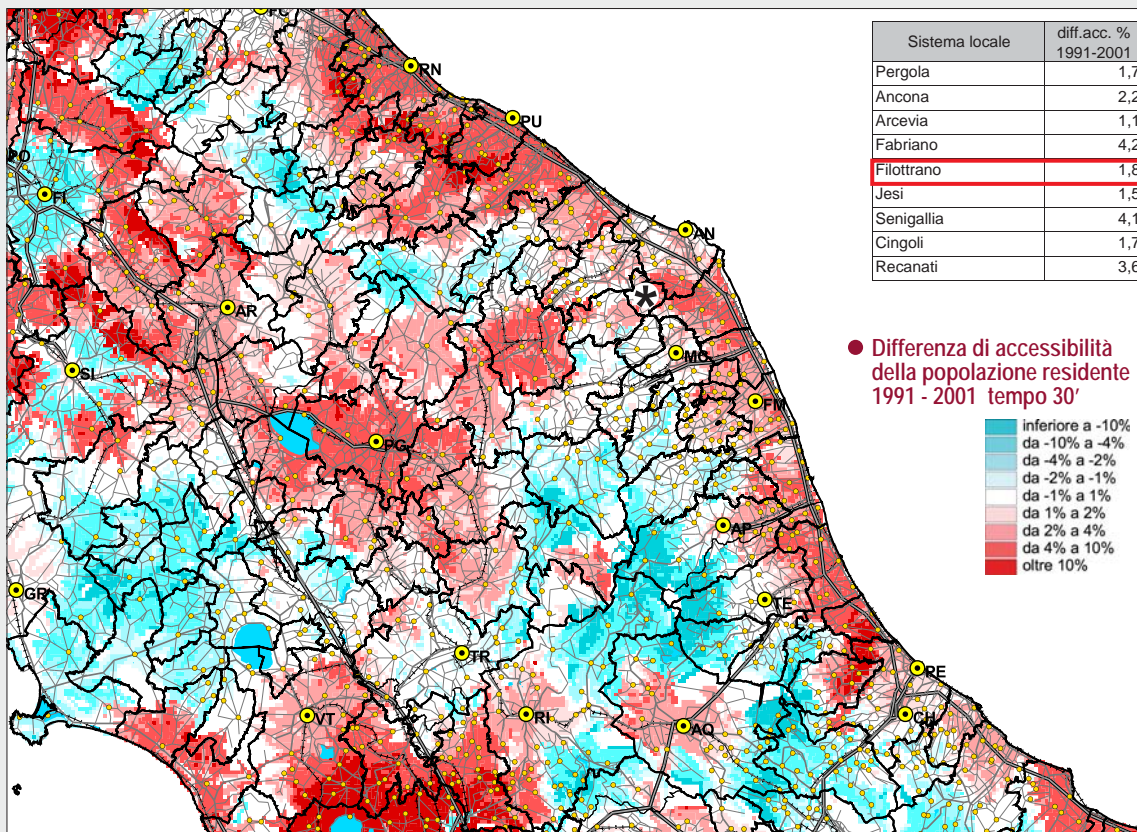 Sistema locale
diff.acc. %
1991-2001
Pergola 1,7
Ancona 2,2
Arcevia 1,1
Fabriano 4,2
Filottrano 1,8
Jesi 1,5
Senigallia 4,1
Cingoli 1,7
Recanati 3,6
Differenza di accessibilità
della popolazione residente
1991 - 2001 tempo 30'
inferiore a -10%
da -10% a -4%
da -4% a -2%
da -2% a -1%
da -1% a 1%
da 1% a 2%
da 2% a 4%
da 4% a 10%
oltre 10%
RN
PU
PO
FI
AN
AR
MC
SI
FM
PG
AP
GR
TE
TR
PE
VT
RI
AQ
CH